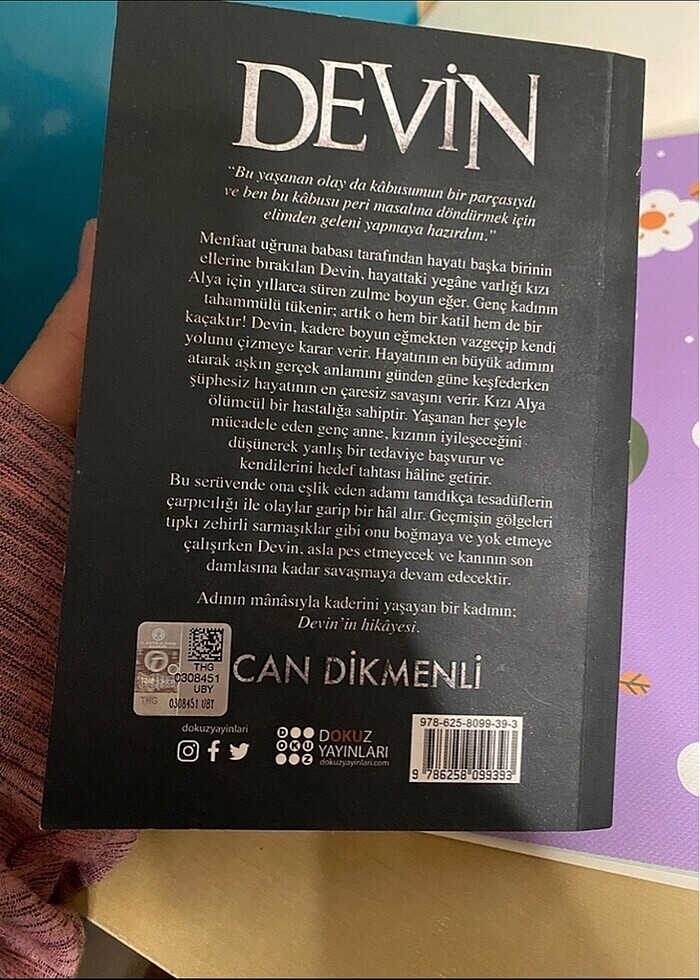 DEVİN
"Bu yaşanan olay da kâbusumun bir parçasıydı
ve ben bu kâbusu peri masalına döndürmek için
elimden geleni yapmaya hazırdım."
Menfaat uğruna babası tarafından hayatı başka birinin
ellerine bırakılan Devin, hayattaki yegâne varlığı kızı
Alya için yıllarca süren zulme boyun eğer. Genç kadının
tahammülü tükenir; artık o hem bir katil hem de bir
kaçaktır! Devin, kadere boyun eğmekten vazgeçip kendi
yolunu çizmeye karar verir. Hayatının en büyük adımını
atarak aşkın gerçek anlamını günden güne keşfederken
şüphesiz hayatının en çaresiz savaşını verir. Kızı Alya
ölümcül bir hastalığa sahiptir. Yaşanan her şeyle
mücadele eden genç anne, kızının iyileşeceğini
düşünerek yanlış bir tedaviye başvurur ve
kendilerini hedef tahtası hâline getirir.
Bu serüvende ona eşlik eden adamı tanıdıkça tesadüflerin
çarpıcılığı ile olaylar garip bir hâl alır. Geçmişin gölgeleri
tıpkı zehirli sarmaşıklar gibi onu boğmaya ve yok etmeye
çalışırken Devin, asla pes etmeyecek ve kanının son
damlasına kadar savaşmaya devam edecektir.
Adının mânâsıyla kaderini yaşayan bir kadının;
Devin'in hikâyesi.
THG
0308451
UBY
THG 0308451 UBY
CAN DİKMENLİ
dokuzyayinlari
DOKUZ
DOKUZ
YAYINLARI
dokuzyayinlari.com
978-625-8099-39-3
9 786258 099393